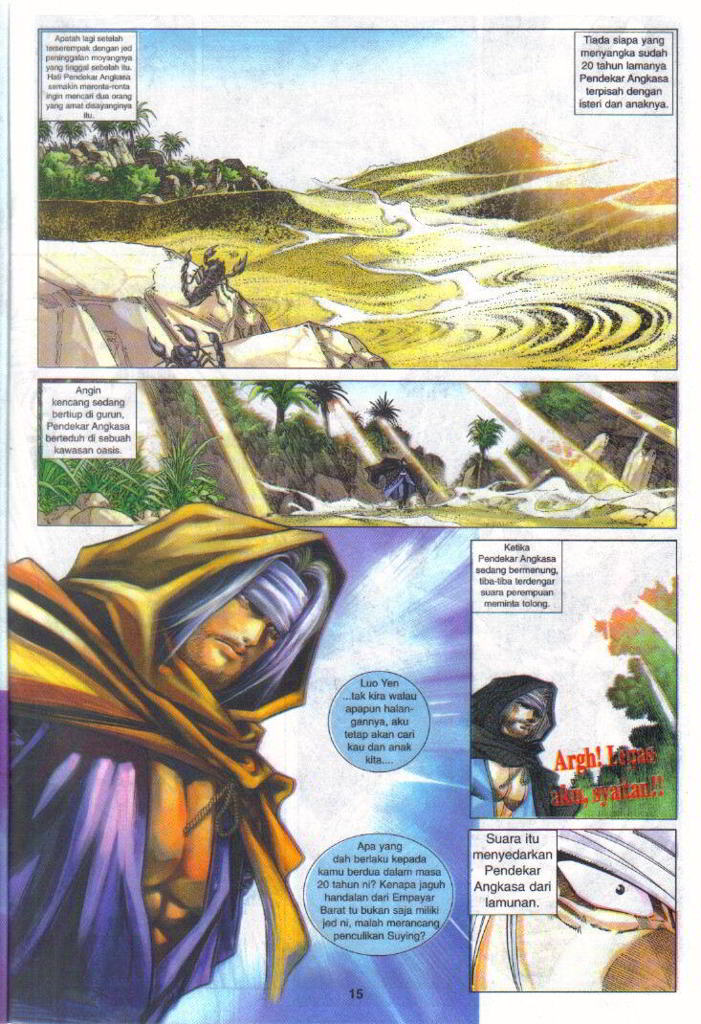 Apatah lagi setelah
terserempak dengan jed
peninggalan moyangnya
yang tinggal sebelah itu.
Hati Pendekar Angkasa
semakin meronta-ronta
ingin mencari dua orang
yang amat disayanginya
itu.
Tiada siapa yang
menyangka sudah
20 tahun lamanya
Pendekar Angkasa
terpisah dengan
isteri dan anaknya.
Angin
kencang sedang
bertiup di gurun,
Pendekar Angkasa
berteduh di sebuah
kawasan oasis.
Luo Yen
...tak kira walau
apapun halan-
gannya, aku
tetap akan cari
kau dan anak
kita....
Apa yang
dah berlaku kepada
kamu berdua dalam masa
20 tahun ni? Kenapa jaguh
handalan dari Empayar
Barat tu bukan saja miliki
jed ni, malah merancang
penculikan Suying?
Ketika
Pendekar Angkasa
sedang bermenung,
tiba-tiba terdengar
suara perempuan
meminta tolong.
Argh! Lepas
aku, syaitan!!
Suara itu
menyedarkan
Pendekar
Angkasa dari
lamunan.
15